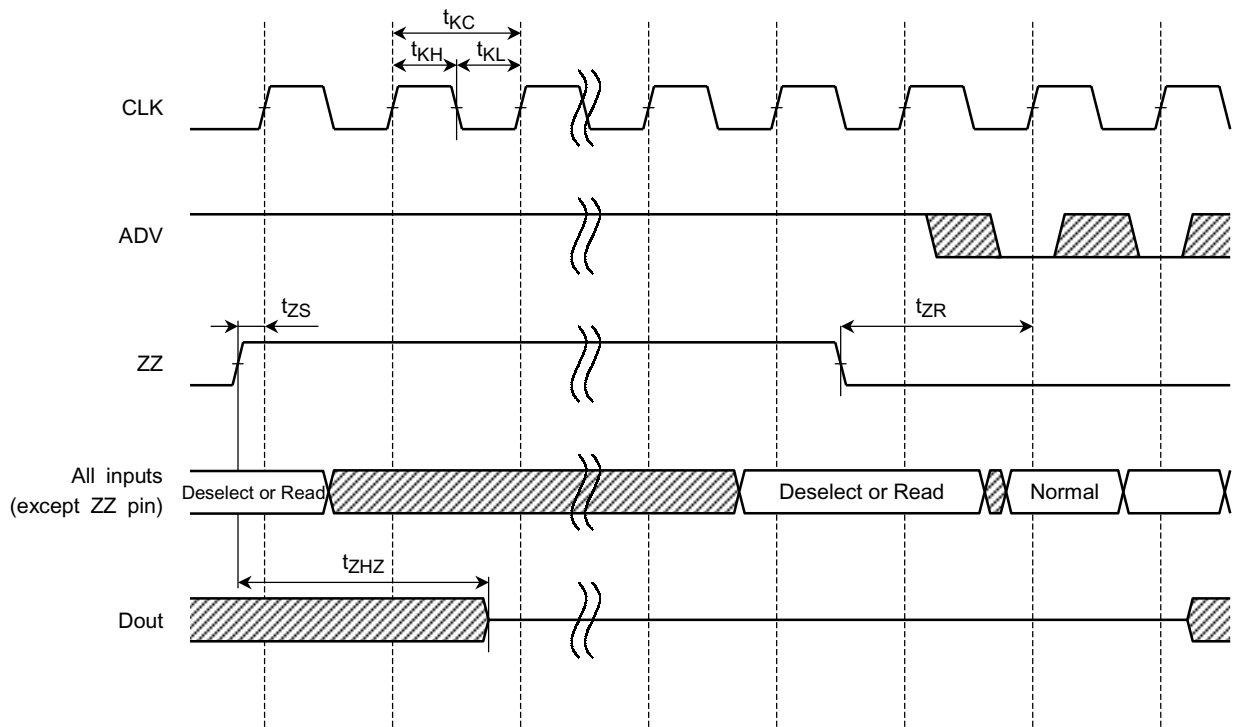 tKC
tKH tKL
CLK
ADV
tZS
tZR
ZZ
All inputs
(except ZZ pin)
Deselect or Read
Deselect or Read
Normal
tZHZ
Dout